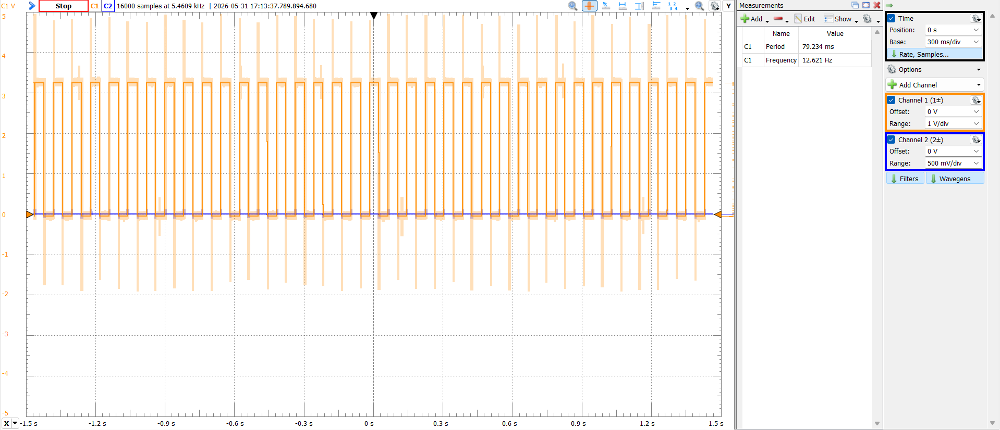 C1 V Stop C1 C2 16000 samples at 5.4609 kHz | 2026-05-31 17:13:37.789.894.680 Y
5
4
3
2
1
0
-1
-2
-3
-4
-5
X -1.5 s -1.2 s -0.9 s -0.6 s -0.3 s 0 s 0.3 s 0.6 s 0.9 s 1.2 s 1.5 s
Measurements
Add Edit Show
Name Value
C1 Period 79.234 ms
C1 Frequency 12.621 Hz
Time
Position: 0 s
Base: 300 ms/div
Rate, Samples...
Options
Add Channel
Channel 1 (1±)
Offset: 0 V
Range: 1 V/div
Channel 2 (2±)
Offset: 0 V
Range: 500 mV/div
Filters Wavegens